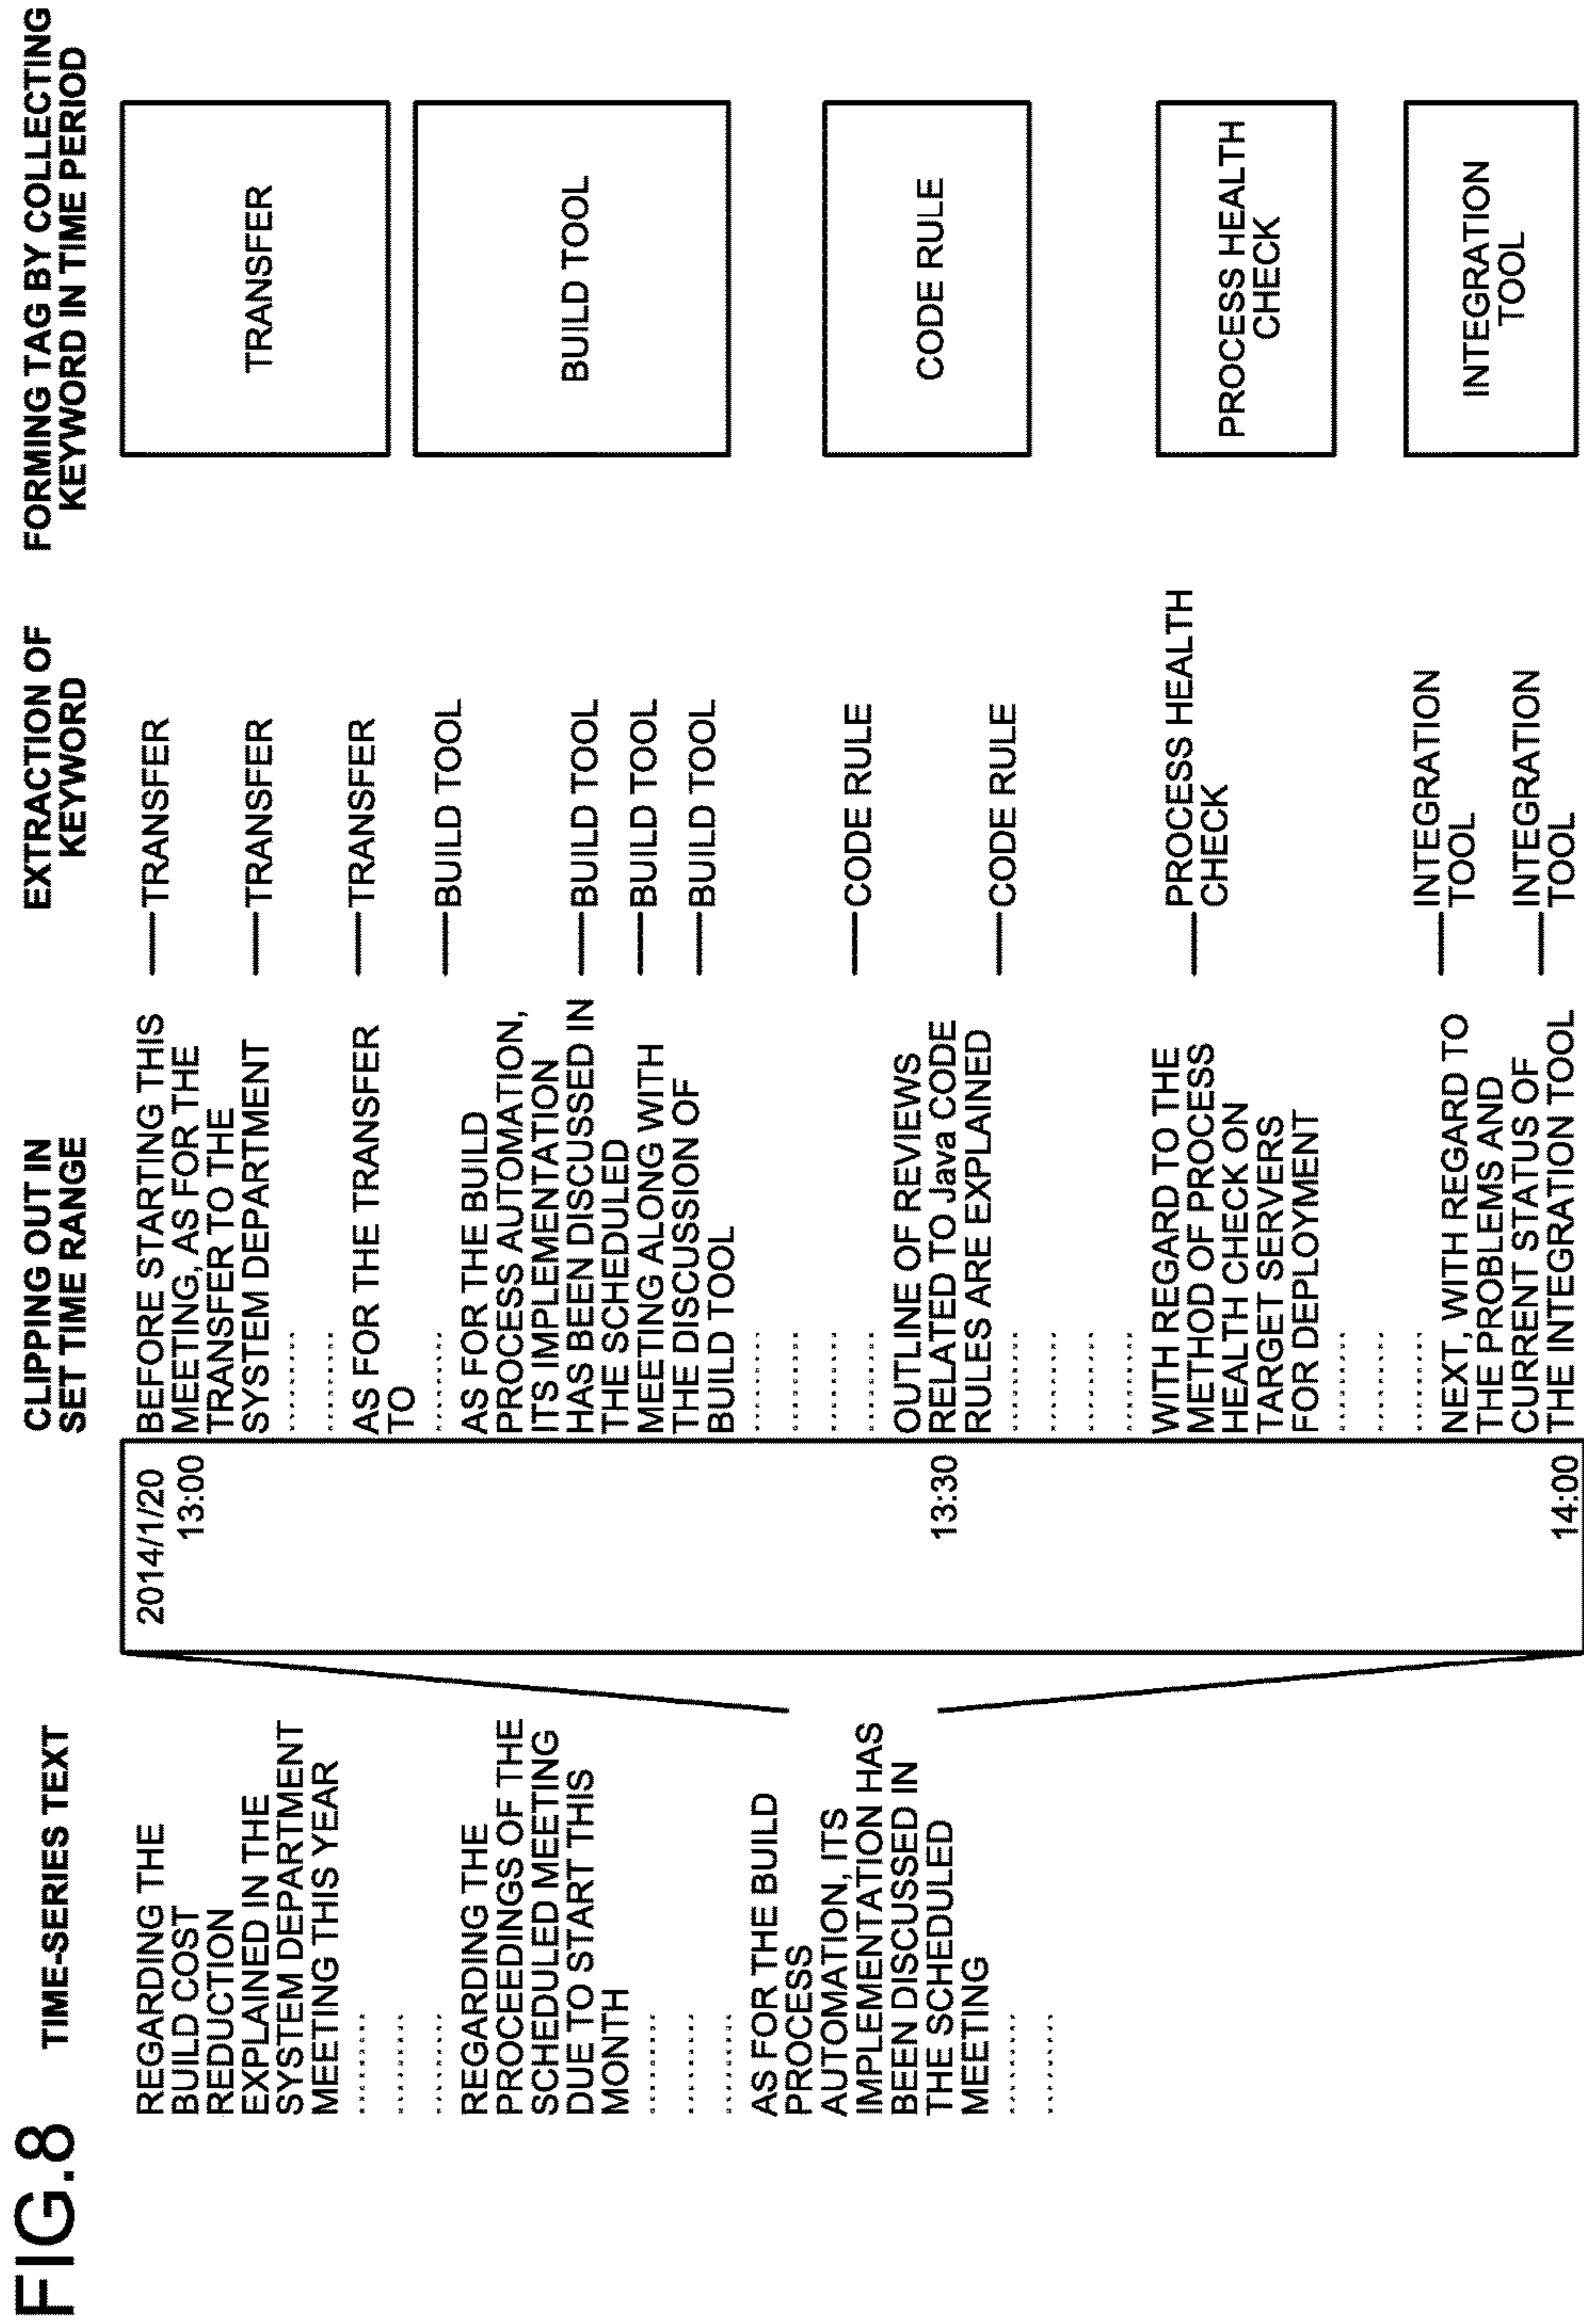 FIG.8
TIME-SERIES TEXT
REGARDING THE
BUILD COST
REDUCTION
EXPLAINED IN THE
SYSTEM DEPARTMENT
MEETING THIS YEAR
REGARDING THE
PROCEEDINGS OF THE
SCHEDULED MEETING
DUE TO START THIS
MONTH
AS FOR THE BUILD
PROCESS
AUTOMATION, ITS
IMPLEMENTATION HAS
BEEN DISCUSSED IN
THE SCHEDULED
MEETING
2014/1/20
13:00
13:30
14:00
CLIPPING OUT IN
SET TIME RANGE
BEFORE STARTING THIS
MEETING, AS FOR THE
TRANSFER TO THE
SYSTEM DEPARTMENT
AS FOR THE TRANSFER
TO
AS FOR THE BUILD
PROCESS AUTOMATION,
ITS IMPLEMENTATION
HAS BEEN DISCUSSED IN
THE SCHEDULED
MEETING ALONG WITH
THE DISCUSSION OF
BUILD TOOL
OUTLINE OF REVIEWS
RELATED TO Java CODE
RULES ARE EXPLAINED
WITH REGARD TO THE
METHOD OF PROCESS
HEALTH CHECK ON
TARGET SERVERS
FOR DEPLOYMENT
NEXT, WITH REGARD TO
THE PROBLEMS AND
CURRENT STATUS OF
THE INTEGRATION TOOL
EXTRACTION OF
KEYWORD
TRANSFER
TRANSFER
TRANSFER
BUILD TOOL
BUILD TOOL
BUILD TOOL
BUILD TOOL
CODE RULE
CODE RULE
PROCESS HEALTH
CHECK
INTEGRATION
TOOL
INTEGRATION
TOOL
FORMING TAG BY COLLECTING
KEYWORD IN TIME PERIOD
TRANSFER
BUILD TOOL
CODE RULE
PROCESS HEALTH
CHECK
INTEGRATION
TOOL